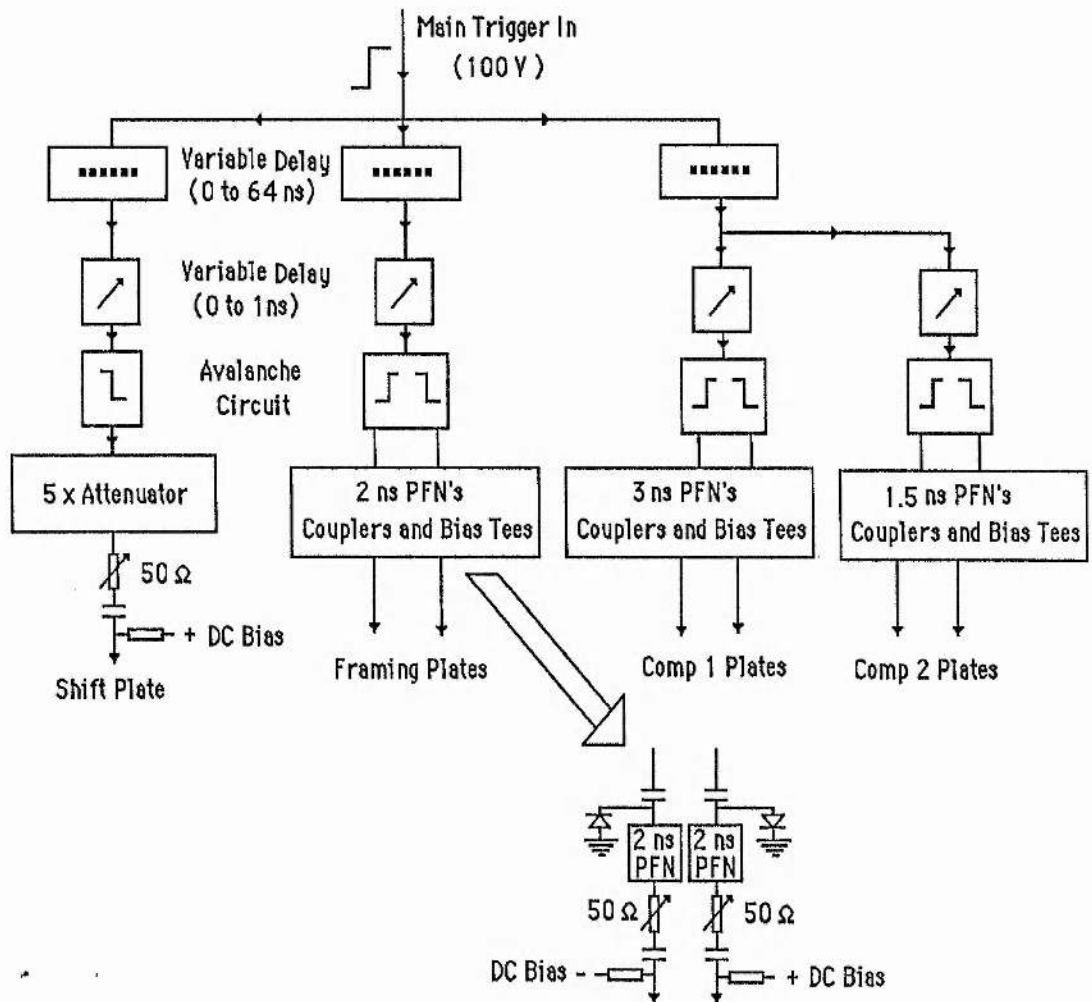 Main Trigger In
(100V)
Variable Delay
(0 to 64 ns)
Variable Delay
(0 to 1ns)
Avalanche
Circuit
5 x Attenuator
2 ns PFN's
Couplers and Bias Tees
3 ns PFN's
Couplers and Bias Tees
1.5 ns PFN's
Couplers and Bias Tees
50 Ω
+ DC Bias
Shift Plate
Framing Plates
Comp 1 Plates
Comp 2 Plates
2 ns
PFN
2 ns
PFN
50 Ω
50 Ω
DC Bias -
+ DC Bias